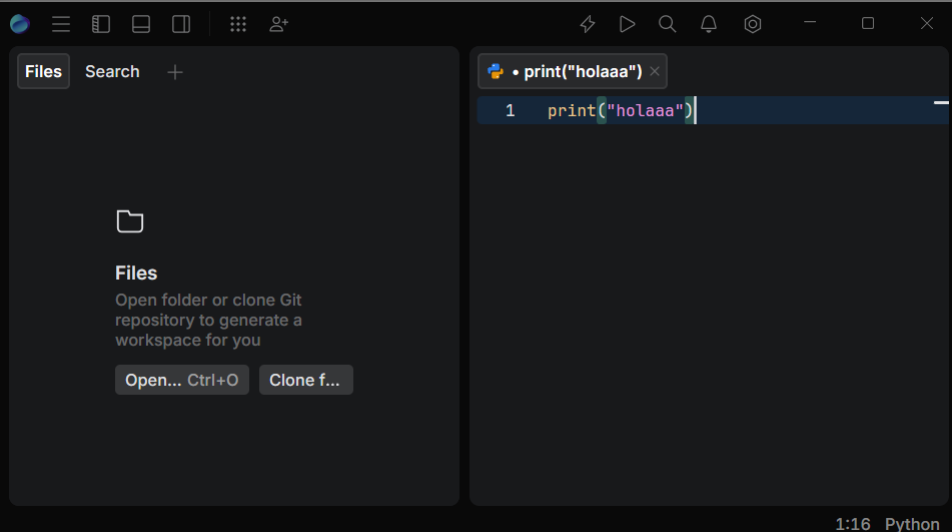 Files Search
Files
Open folder or clone Git
repository to generate a
workspace for you
Open... Ctrl+O Clone f...
• print("holaaa")
1 print("holaaa")
1:16 Python